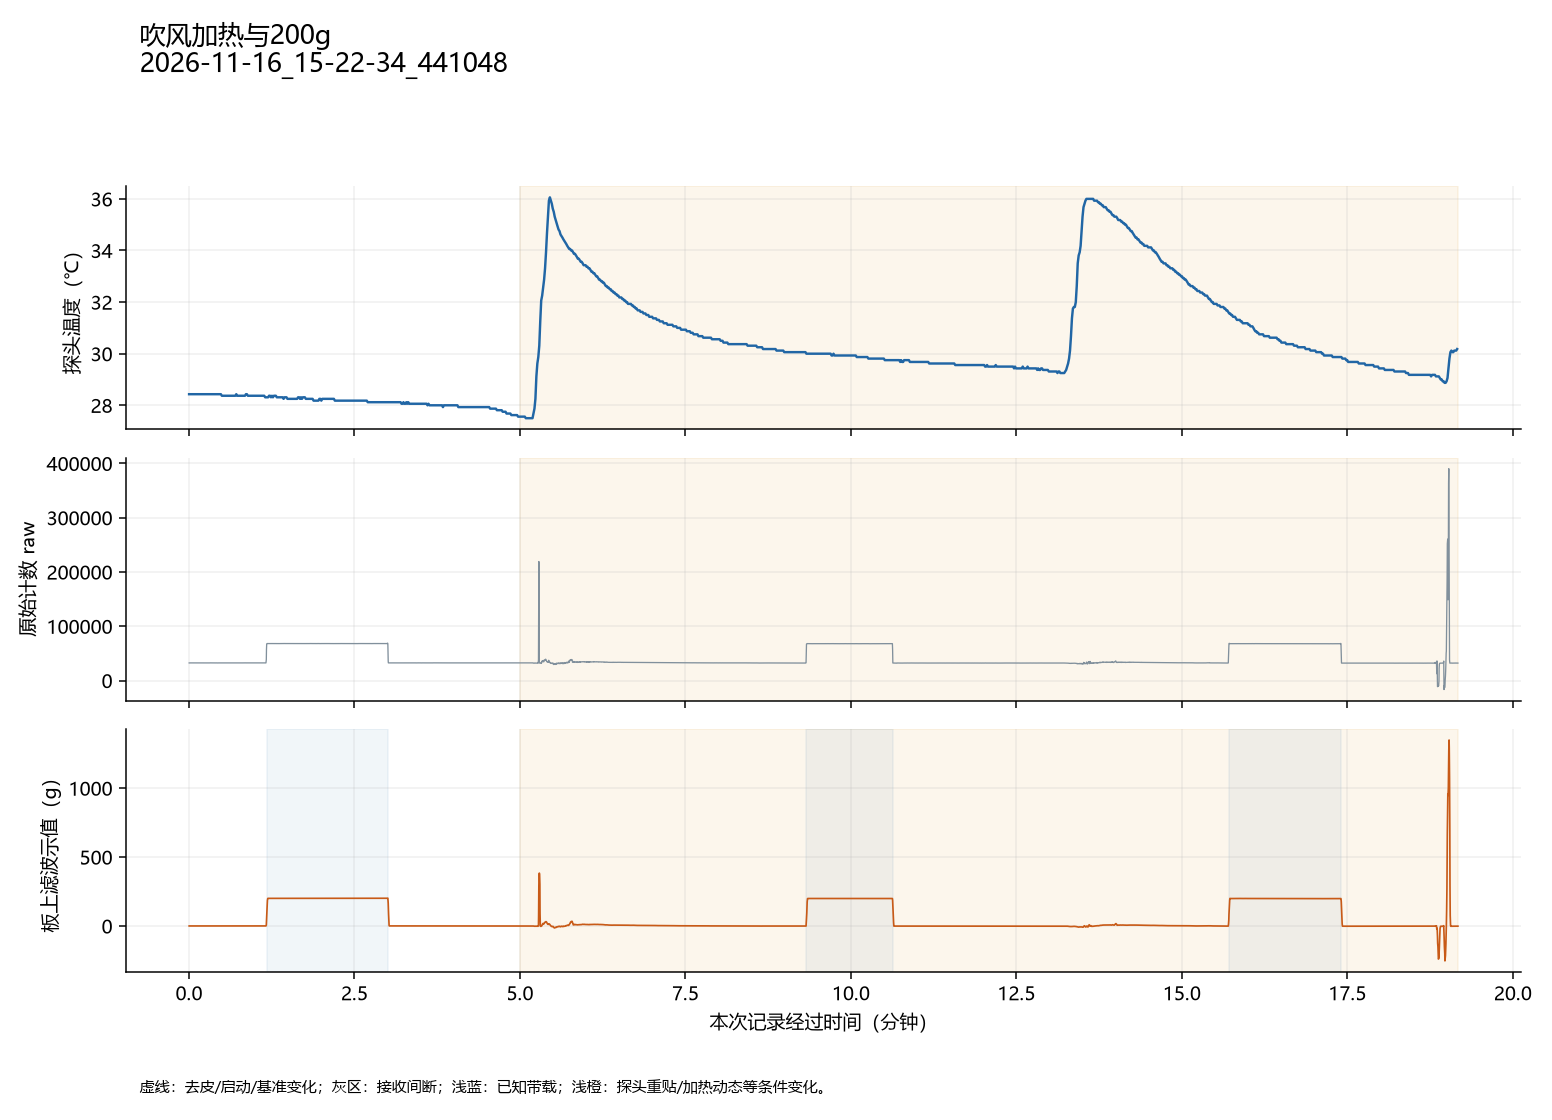 吹风加热与200g
2026-11-16_15-22-34_441048
探头温度（℃）
36
34
32
30
28
原始计数 raw
400000
300000
200000
100000
0
板上滤波示值（g）
1000
500
0
0.0 2.5 5.0 7.5 10.0 12.5 15.0 17.5 20.0
本次记录经过时间（分钟）
虚线：去皮/启动/基准变化；灰区：接收间断；浅蓝：已知带载；浅橙：探头重贴/加热动态等条件变化。